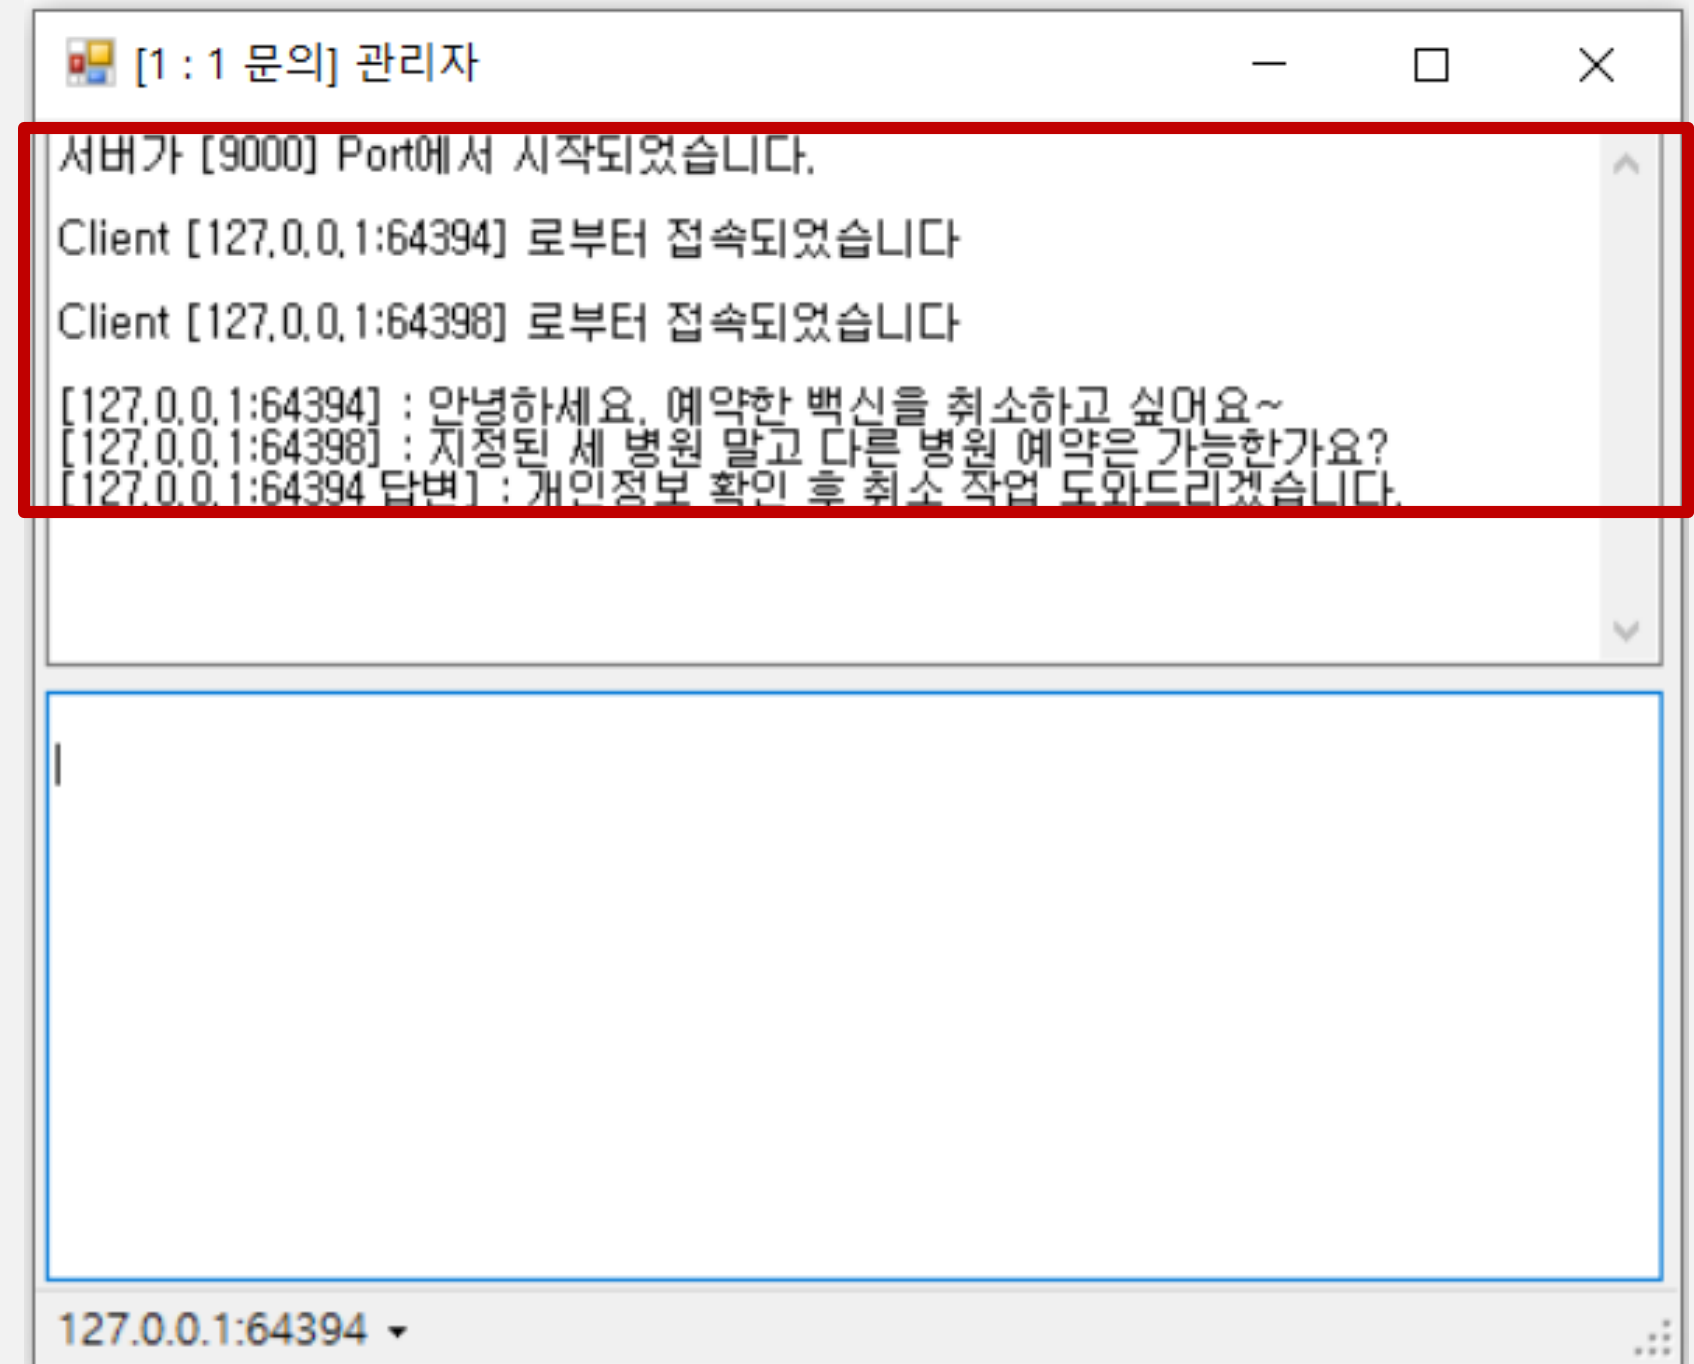 [1 : 1 문의] 관리자
서버가 [9000] Port에서 시작되었습니다.
Client [127.0.0.1:64394] 로부터 접속되었습니다
Client [127.0.0.1:64398] 로부터 접속되었습니다
[127.0.0.1:64394] : 안녕하세요. 예약한 백신을 취소하고 싶어요~
[127.0.0.1:64398] : 지정된 세 병원 말고 다른 병원 예약은 가능한가요?
[127.0.0.1:64394 답변] : 개인정보 확인 후 취소 작업 도와드리겠습니다.
127.0.0.1:64394